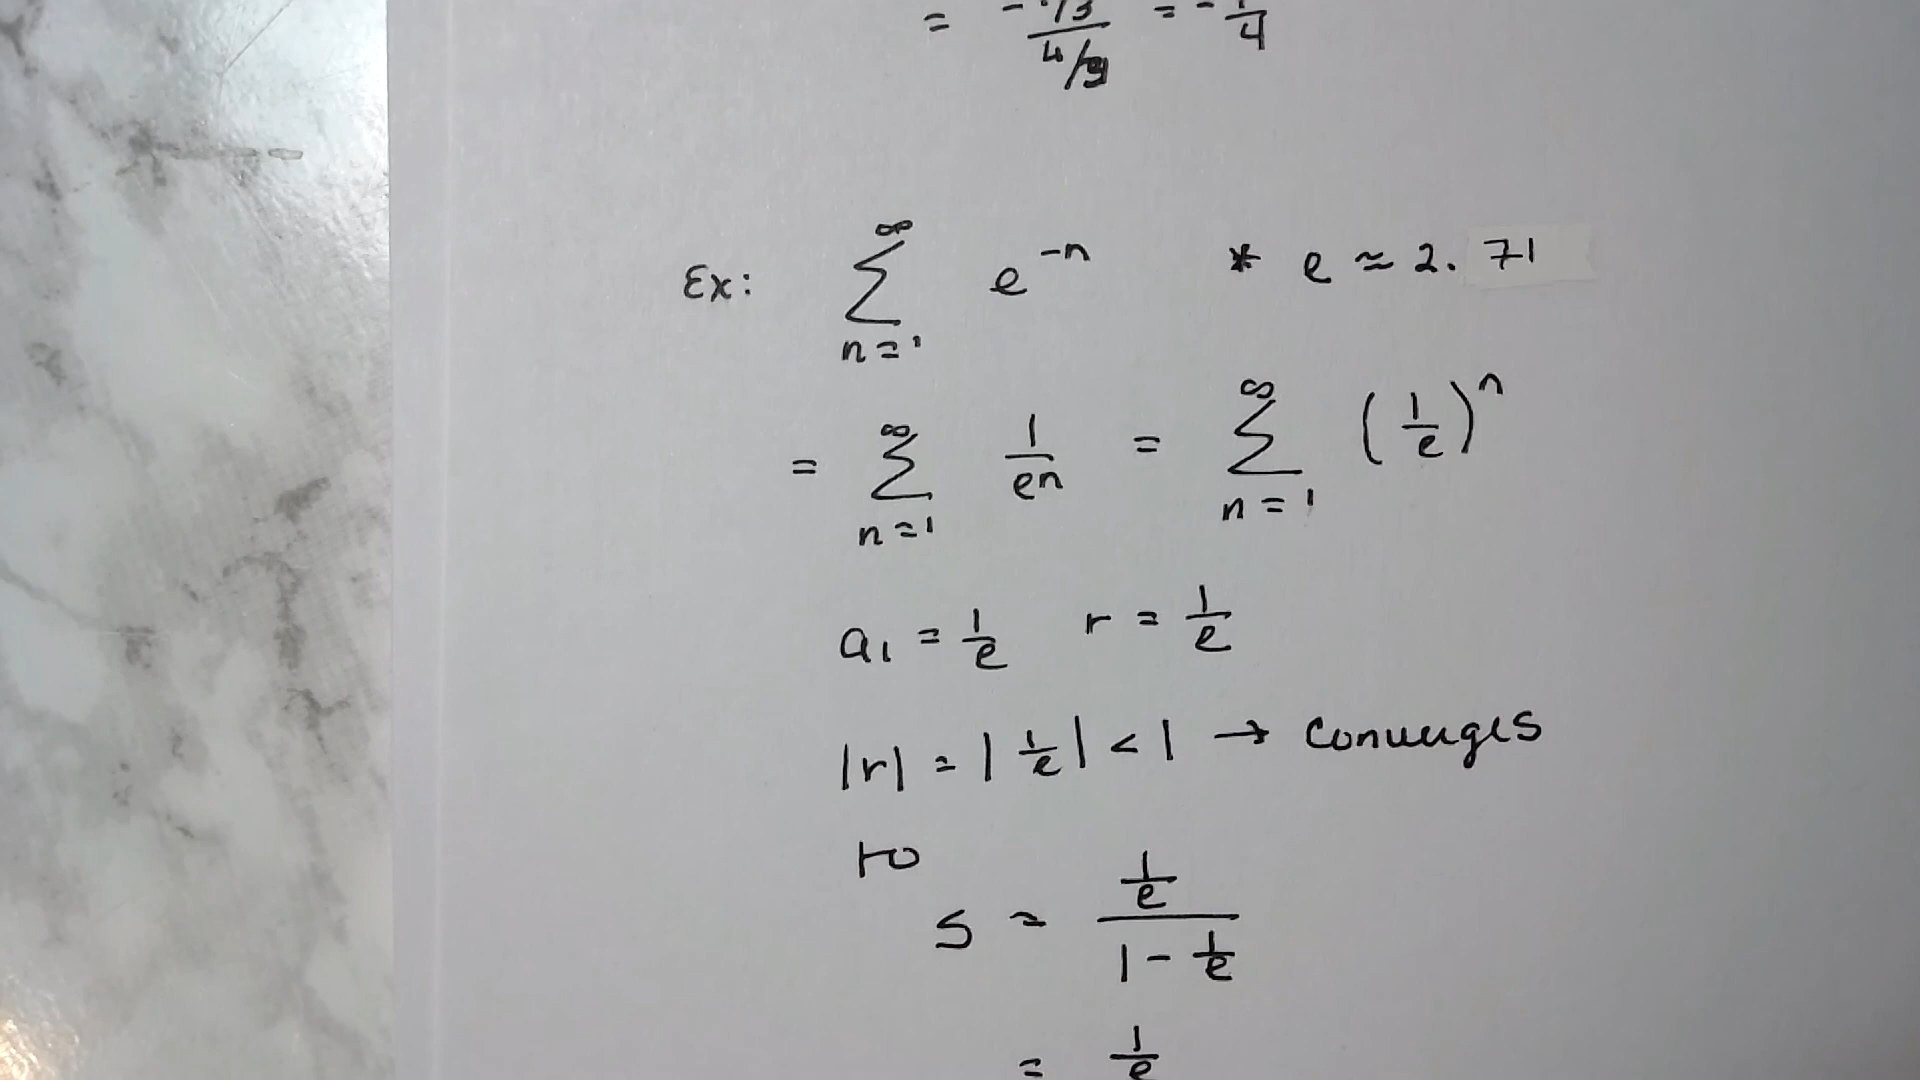 = -1/3 / 4/9 = -1/4
Ex: ∑ n=1 ∞ e^-n * e ≈ 2.71
= ∑ n=1 ∞ 1/e^n = ∑ n=1 ∞ (1/e)^n
a₁ = 1/e r = 1/e
|r| = |1/e| < 1 → converges
to
S = 1/e / 1 - 1/e
= 1/e